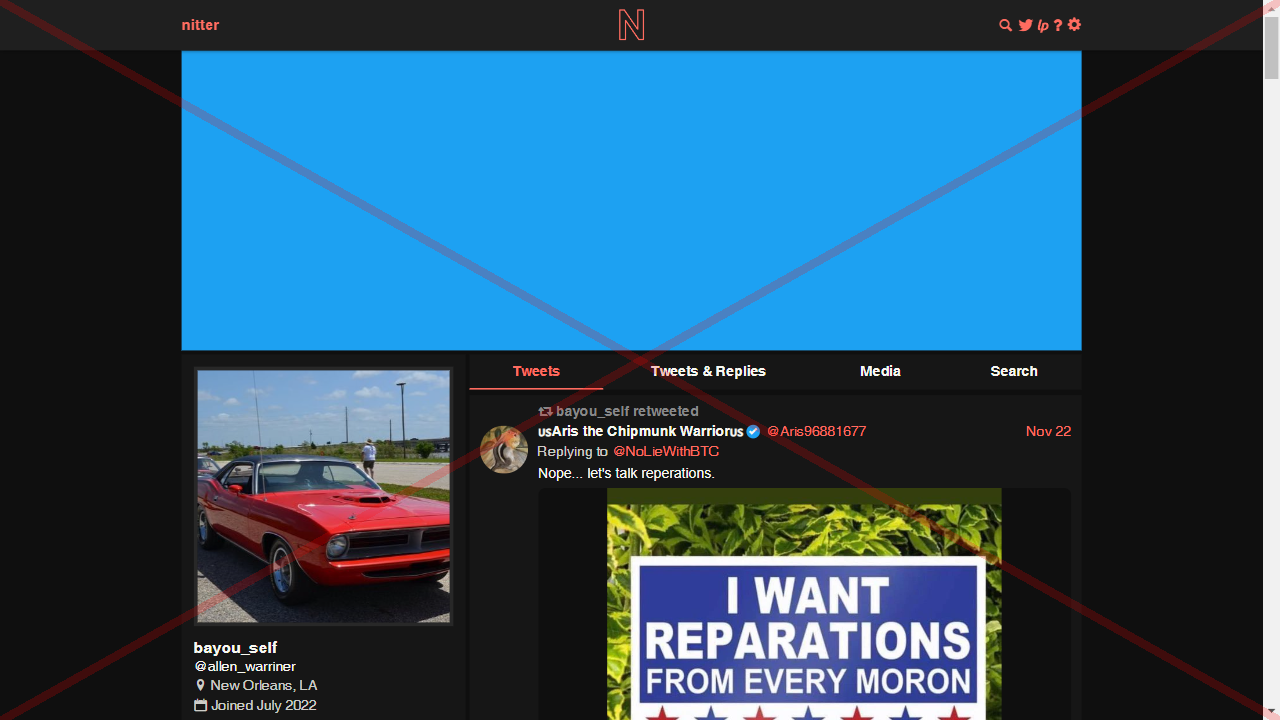 nitter
N
lp ?
Tweets
Tweets & Replies
Media
Search
bayou_self retweeted
usAris the Chipmunk Warriorus @Aris96881677
Nov 22
Replying to @NoLieWithBTC
Nope... let's talk reperations.
I WANT
REPARATIONS
FROM EVERY MORON
bayou_self
@allen_warriner
New Orleans, LA
Joined July 2022